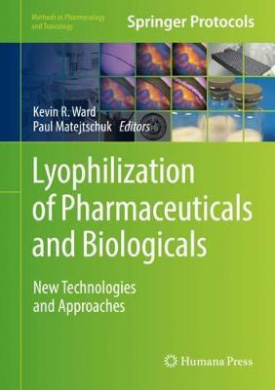 Methods in Pharmacology
and Toxicology
Springer Protocols
Kevin R. Ward
Paul Matejtschuk Editors
Lyophilization
of Pharmaceuticals
and Biologicals
New Technologies
and Approaches
Humana Press